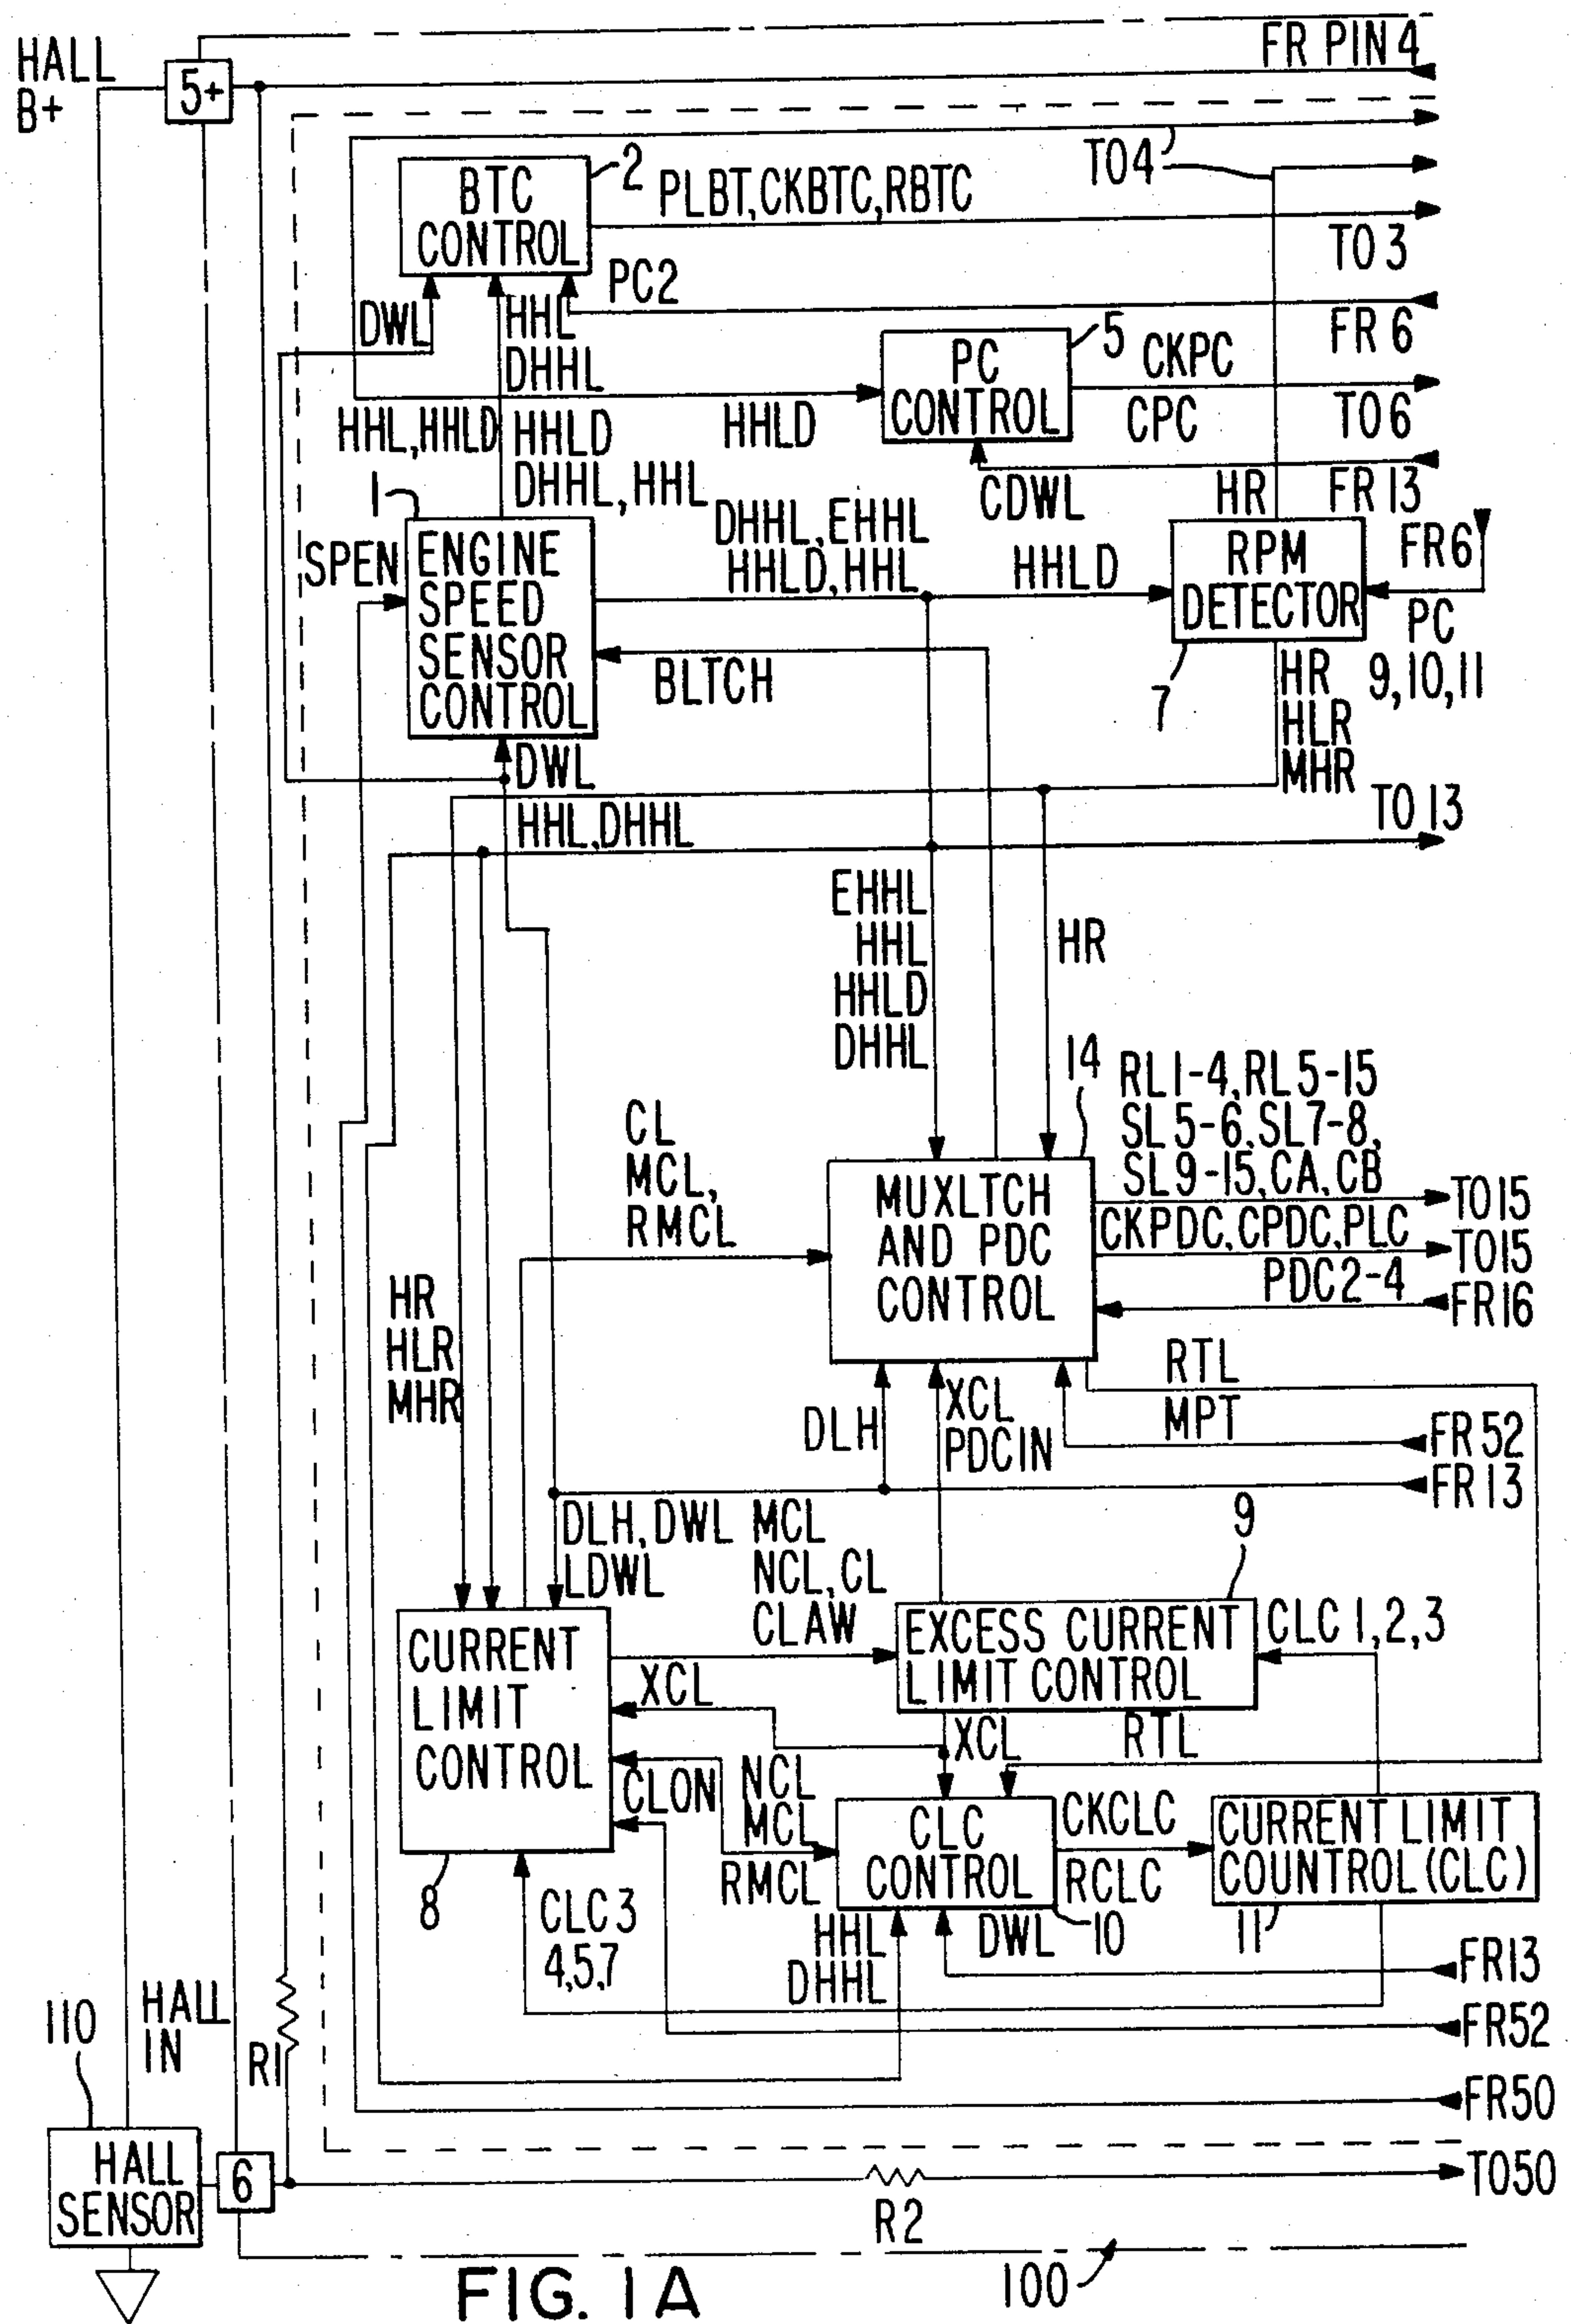 HALL
B+
5+
FR PIN 4
TO 4
BTC
CONTROL
2
PLBT,CKBTC,RBTC
TO 3
PC2
FR 6
DWL
HHL
DHHL
PC
CONTROL
5
CKPC
CPC
TO 6
HHL,HHLD
HHLD
DHHL,HHL
HHLD
CDWL
FR 13
HR
1
SPEN
ENGINE
SPEED
SENSOR
CONTROL
DHHL,EHHL
HHLD,HHL
HHLD
RPM
DETECTOR
FR6
PC
9,10,11
BLTCH
7
HR
HLR
MHR
DWL
HHL,DHHL
TO 13
EHHL
HHL
HHLD
DHHL
HR
14
RL1-4,RL5-15
SL5-6.SL7-8,
SL9-15,CA,CB
TO15
CL
MCL,
RMCL
MUXLTCH
AND PDC
CONTROL
CKPDC,CPDC,PLC
TO15
PDC2-4
FR16
HR
HLR
MHR
RTL
MPT
DLH
XCL
PDCIN
FR 52
FR 13
DLH,DWL
LDWL
MCL
NCL,CL
CLAW
9
CURRENT
LIMIT
CONTROL
EXCESS CURRENT
LIMIT CONTROL
CLC 1,2,3
XCL
XCL
RTL
CLON
NCL
MCL
RMCL
CLC
CONTROL
CKCLC
RCLC
CURRENT LIMIT
COUNTROL(CLC)
8
CLC 3
4,5,7
HHL
DHHL
DWL
10
11
FR13
FR52
FR50
110
HALL
IN
R1
HALL
SENSOR
6
R2
TO50
FIG. 1A
100